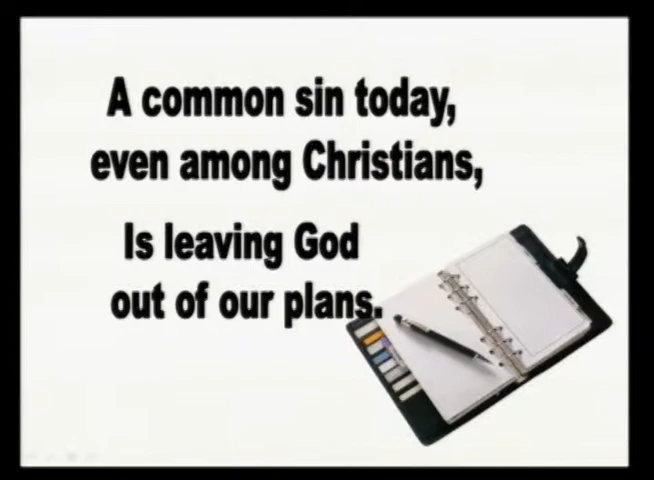 A common sin today,
even among Christians,
Is leaving God
out of our plans.